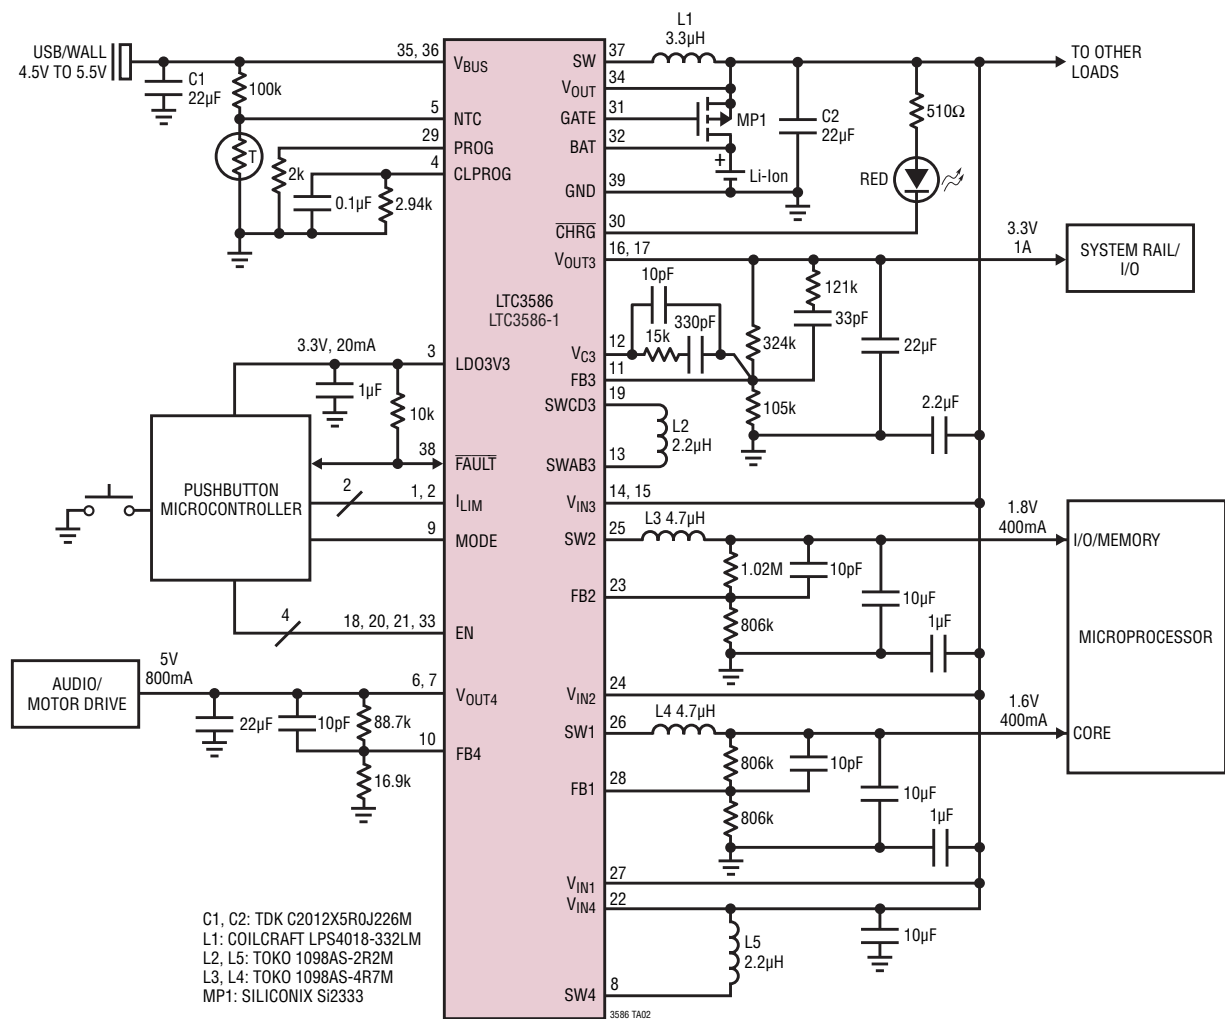 USB/WALL
4.5V TO 5.5V
C1
22µF
100k
T
2k
0.1µF
2.94k
35, 36
5
29
4
VBUS
NTC
PROG
CLPROG
LTC3586
LTC3586-1
SW
VOUT
GATE
BAT
GND
CHRG
VOUT3
37
34
31
32
39
30
16, 17
L1
3.3µH
MP1
+
Li-Ion
C2
22µF
510Ω
RED
TO OTHER
LOADS
3.3V
1A
SYSTEM RAIL/
I/O
10pF
330pF
15k
121k
33pF
324k
105k
22µF
2.2µF
12
11
19
13
VC3
FB3
SWCD3
SWAB3
L2
2.2µH
3.3V, 20mA
3
LDO3V3
1µF
10k
38
FAULT
PUSHBUTTON
MICROCONTROLLER
2
1, 2
ILIM
9
MODE
4
18, 20, 21, 33
EN
VIN3
14, 15
SW2
25
L3 4.7µH
1.8V
400mA
I/O/MEMORY
1.02M
10pF
FB2
23
806k
10µF
1µF
MICROPROCESSOR
AUDIO/
MOTOR DRIVE
5V
800mA
6, 7
VOUT4
22µF
10pF
88.7k
10
FB4
16.9k
VIN2
24
SW1
26
L4 4.7µH
1.6V
400mA
CORE
806k
10pF
FB1
28
806k
10µF
1µF
VIN1
27
VIN4
22
L5
2.2µH
10µF
SW4
8
C1, C2: TDK C2012X5R0J226M
L1: COILCRAFT LPS4018-332LM
L2, L5: TOKO 1098AS-2R2M
L3, L4: TOKO 1098AS-4R7M
MP1: SILICONIX Si2333
3586 TA02